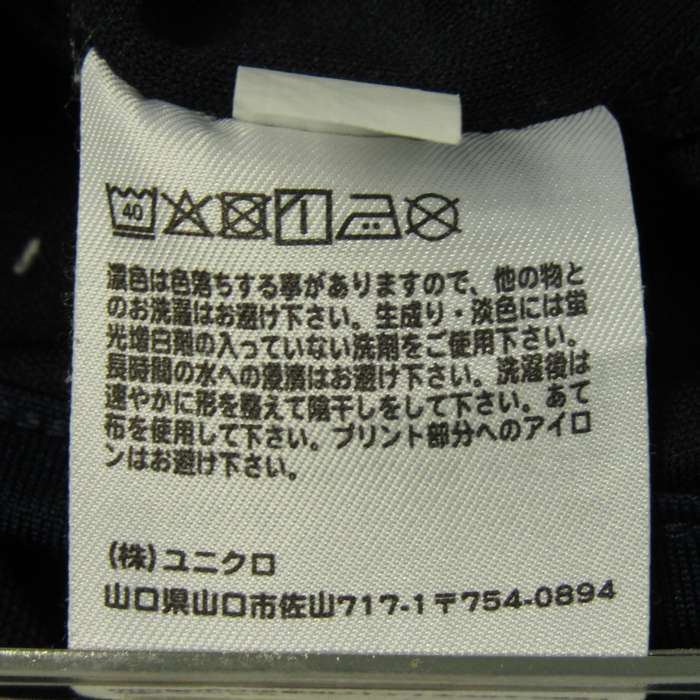 40
濃色は色落ちする事がありますので、他の物と
のお洗濯はお避け下さい。生成り・淡色には蛍
光増白剤の入っていない洗剤をご使用下さい。
長時間の水への浸漬はお避け下さい。洗濯後は
速やかに形を整えて陰干しをして下さい。あて
布を使用して下さい。プリント部分へのアイロ
ンはお避け下さい。
(株)ユニクロ
山口県山口市佐山717-1〒754-0894